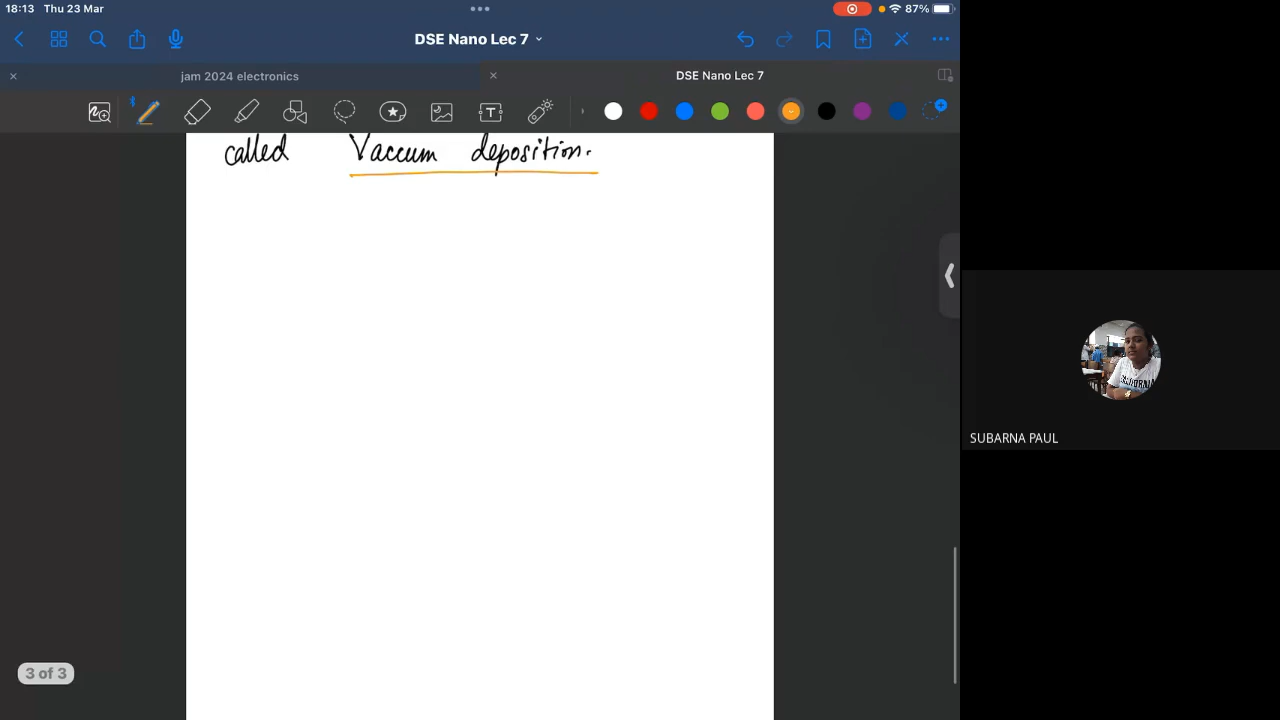 18:13 Thu 23 Mar
87%
DSE Nano Lec 7
jam 2024 electronics
DSE Nano Lec 7
T
called Vaccum deposition.
SUBARNA PAUL
3 of 3